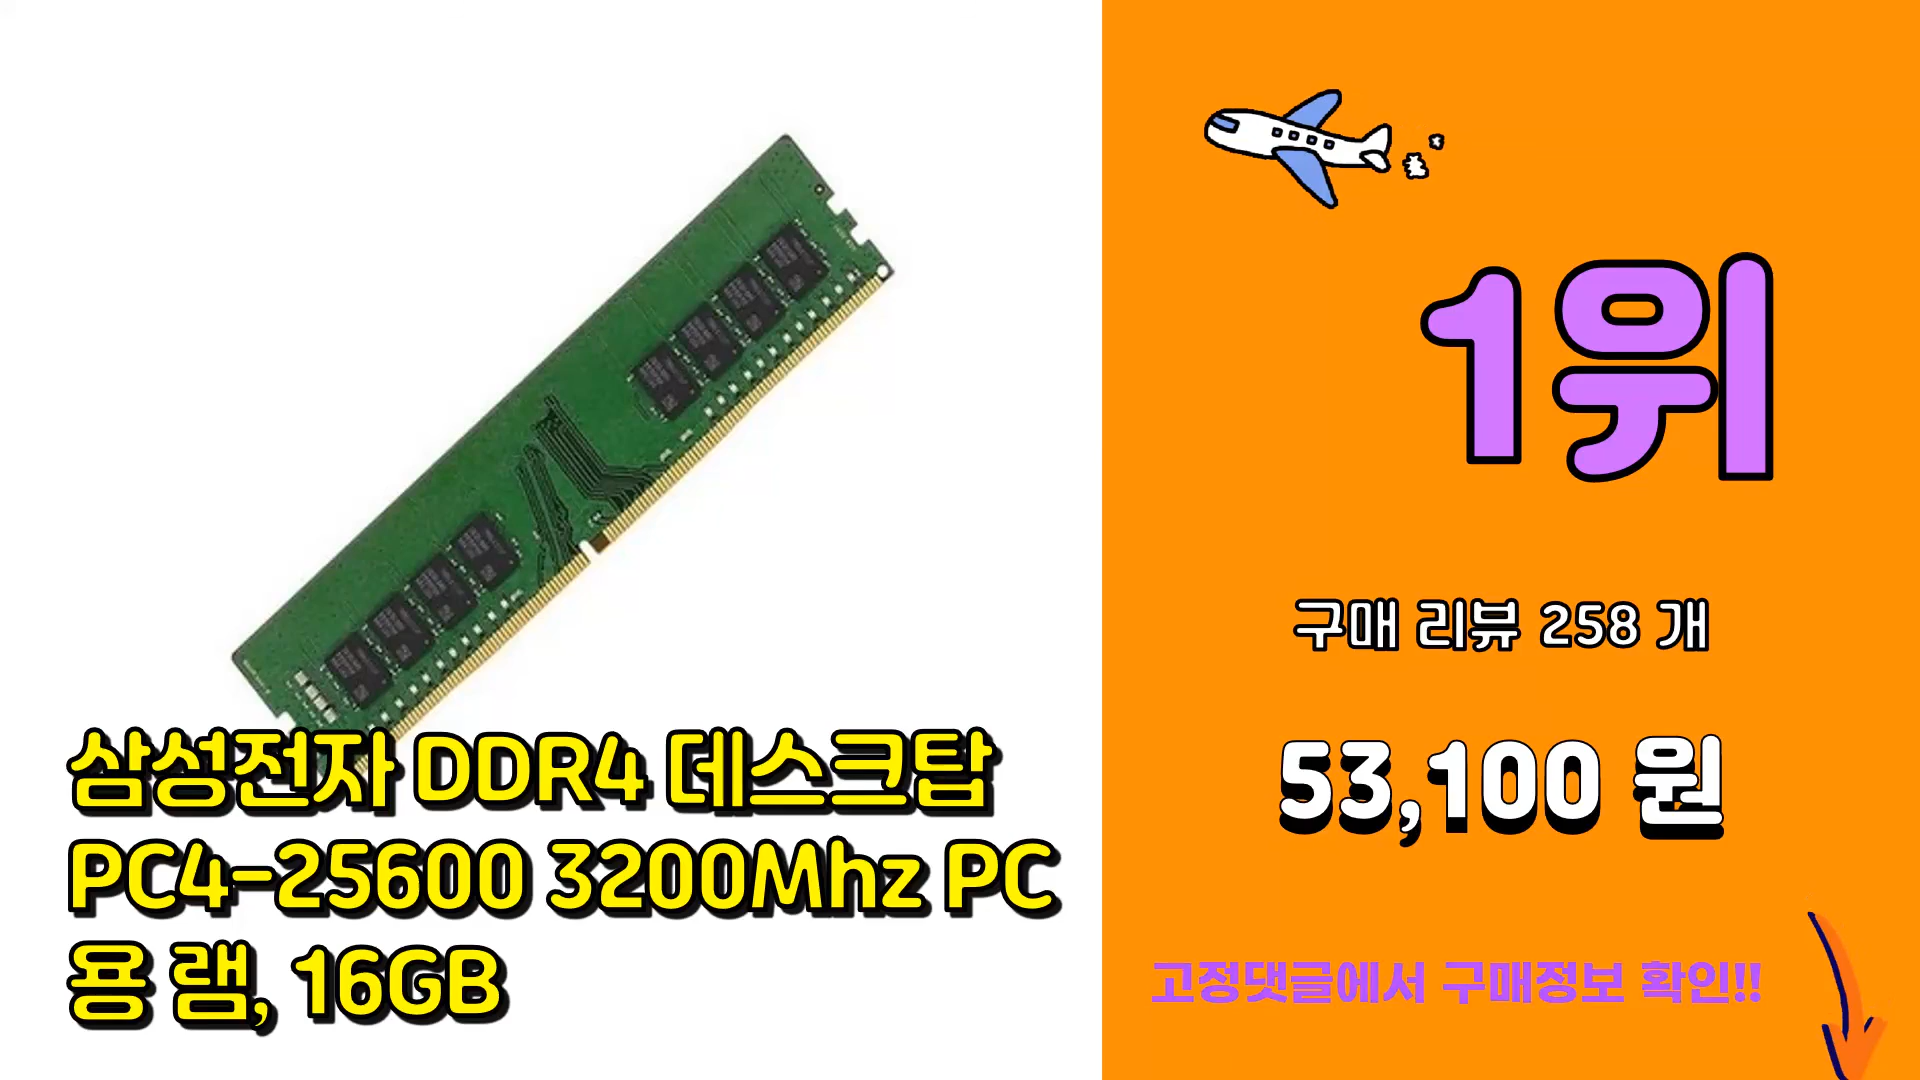 삼성전자 DDR4 데스크탑
PC4-25600 3200Mhz PC
용 램, 16GB
1위
구매 리뷰 258 개
53,100 원
고정댓글에서 구매정보 확인!!